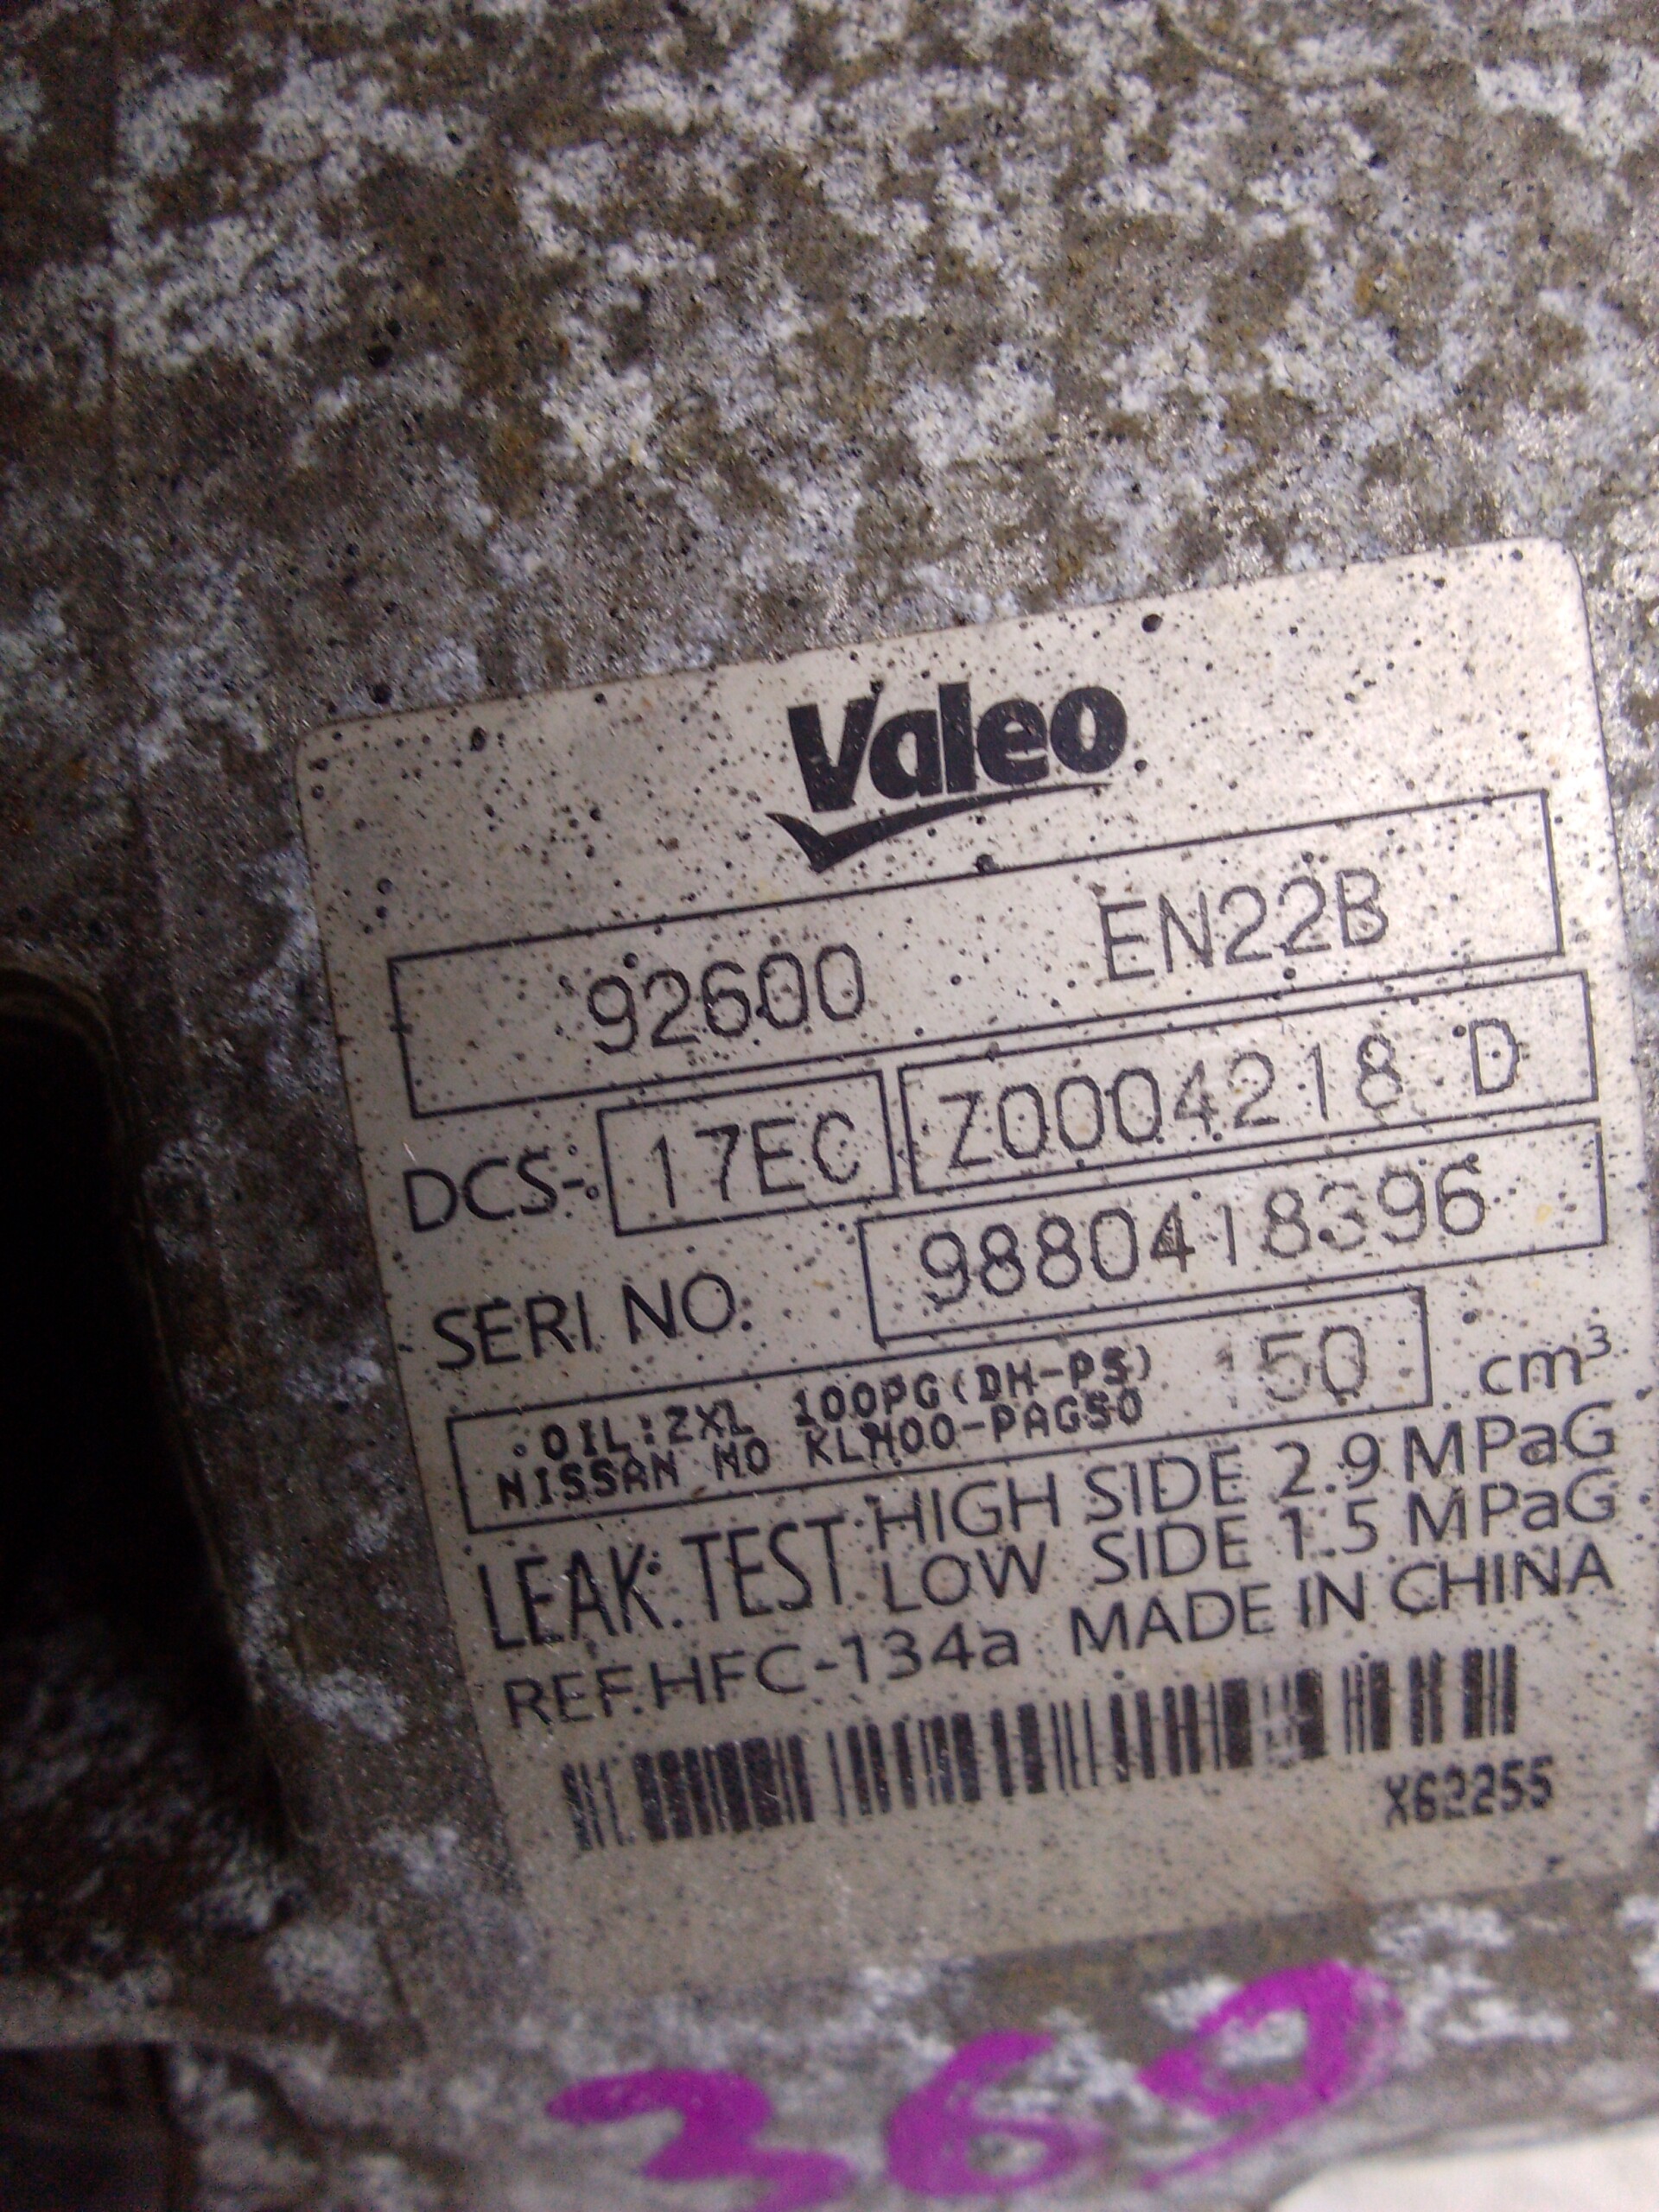 Valeo
92600 EN22B
DCS- 17EC Z0004218 D
SERI NO. 9880418396
OIL:ZXL 100PG(DH-PS) 150 cm³
NISSAN MO KLH00-PAGS0
LEAK TEST HIGH SIDE 2.9 MPaG
LOW SIDE 1.5 MPaG
REF.HFC-134a MADE IN CHINA
X62255
369